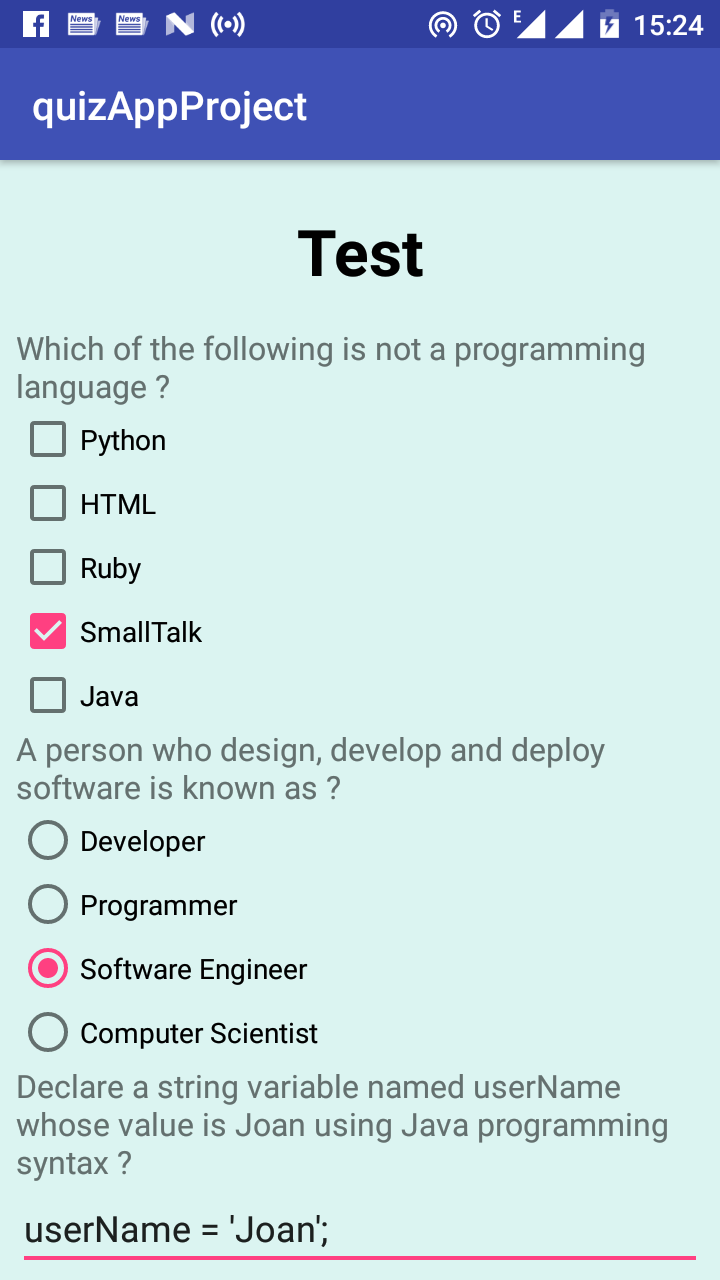 News News E 15:24
quizAppProject
Test
Which of the following is not a programming
language ?
Python
HTML
Ruby
SmallTalk
Java
A person who design, develop and deploy
software is known as ?
Developer
Programmer
Software Engineer
Computer Scientist
Declare a string variable named userName
whose value is Joan using Java programming
syntax ?
userName = 'Joan';